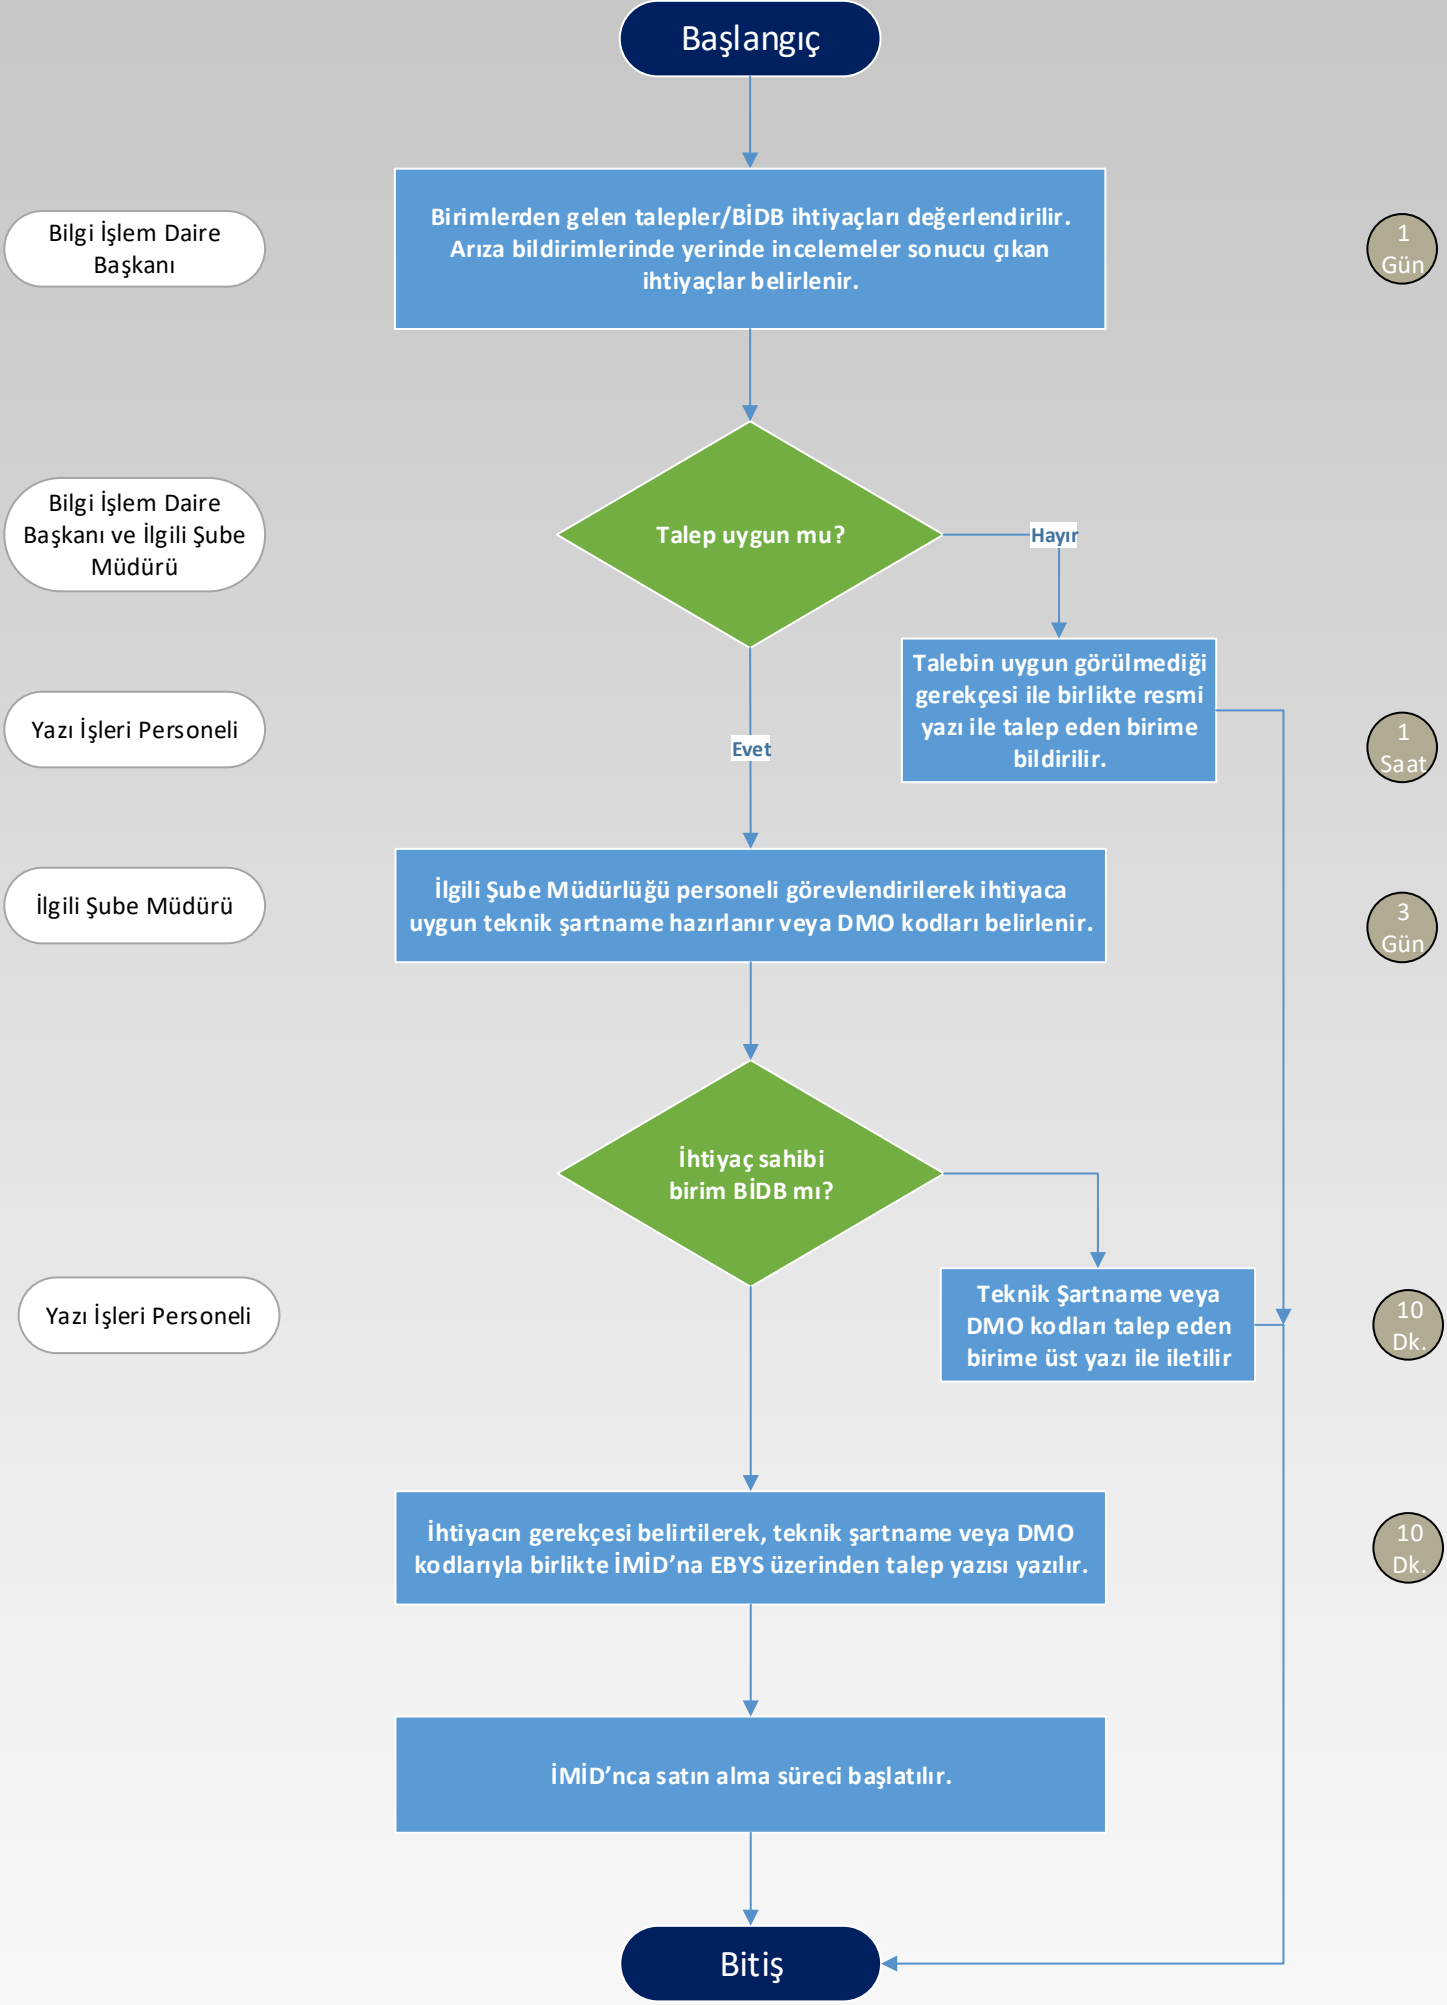 Başlangıç
Bilgi İşlem Daire
Başkanı
Birimlerden gelen talepler/BİDB ihtiyaçları değerlendirilir.
Arıza bildirimlerinde yerinde incelemeler sonucu çıkan
ihtiyaçlar belirlenir.
1
Gün
Bilgi İşlem Daire
Başkanı ve İlgili Şube
Müdürü
Talep uygun mu?
Hayır
Yazı İşleri Personeli
Evet
Talebin uygun görülmediği
gerekçesi ile birlikte resmi
yazı ile talep eden birime
bildirilir.
1
Saat
İlgili Şube Müdürü
İlgili Şube Müdürlüğü personeli görevlendirilerek ihtiyaca
uygun teknik şartname hazırlanır veya DMO kodları belirlenir.
3
Gün
İhtiyaç sahibi
birim BİDB mı?
Yazı İşleri Personeli
Teknik Şartname veya
DMO kodları talep eden
birime üst yazı ile iletilir
10
Dk.
İhtiyacın gerekçesi belirtilerek, teknik şartname veya DMO
kodlarıyla birlikte İMİD’na EBYS üzerinden talep yazısı yazılır.
10
Dk.
İMİD’nca satın alma süreci başlatılır.
Bitiş